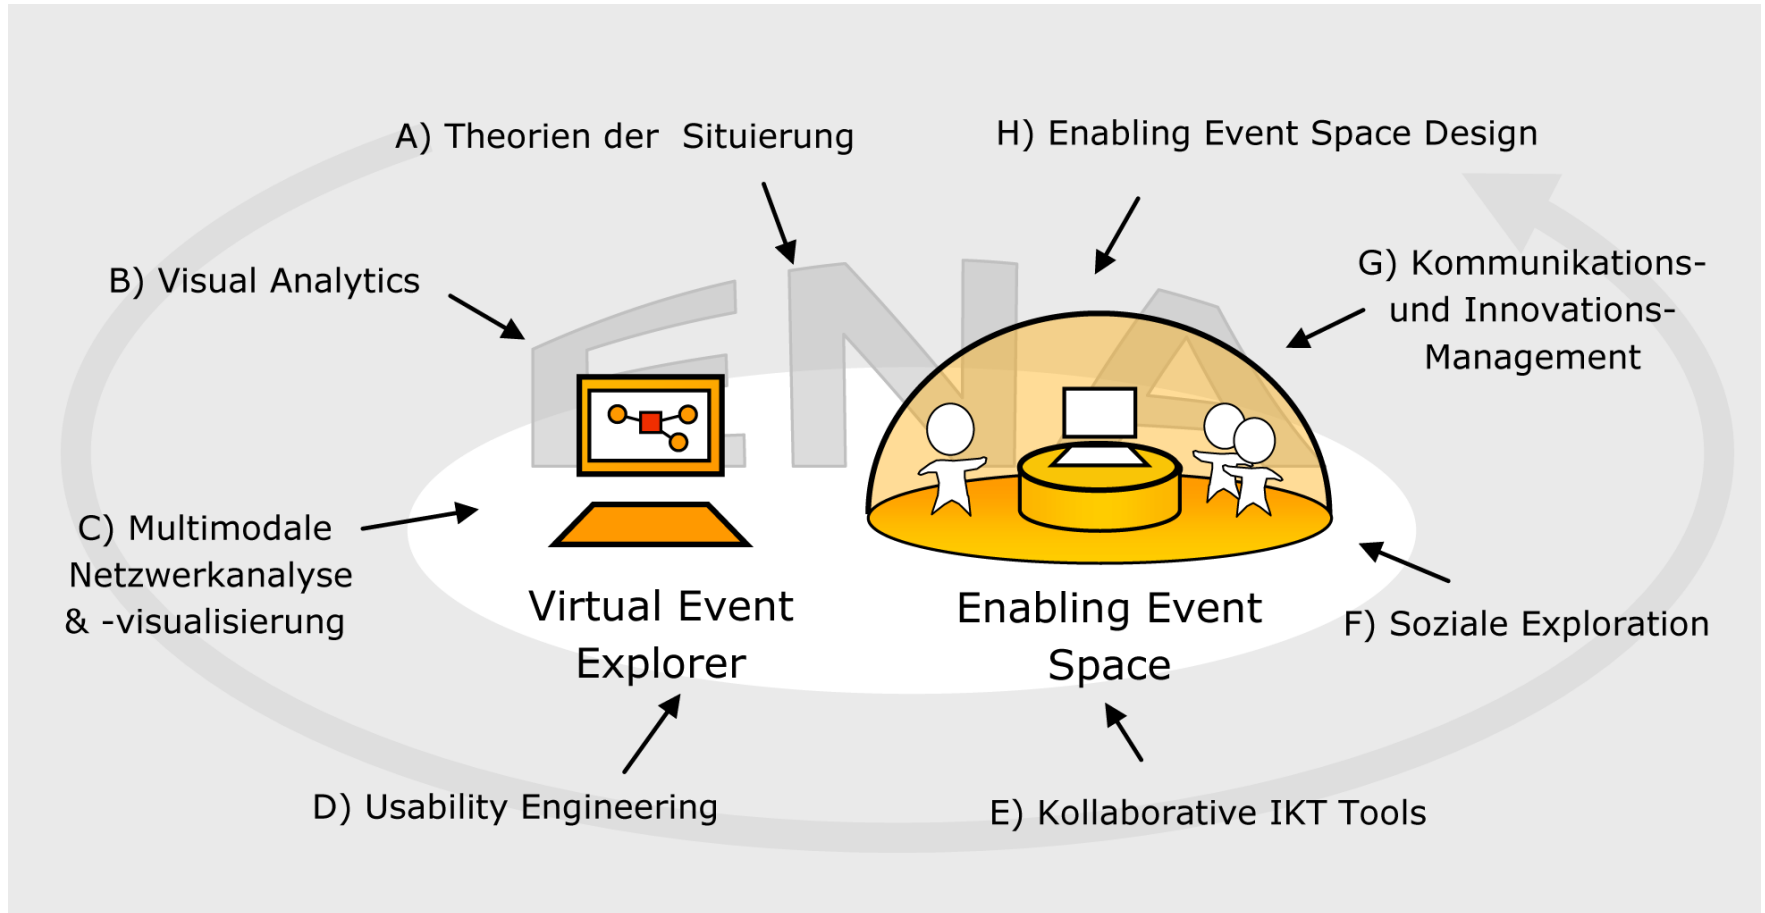 A) Theorien der Situierung
H) Enabling Event Space Design
B) Visual Analytics
G) Kommunikations-
und Innovations-
Management
ENA
C) Multimodale
Netzwerkanalyse
& -visualisierung
Virtual Event
Explorer
Enabling Event
Space
F) Soziale Exploration
D) Usability Engineering
E) Kollaborative IKT Tools